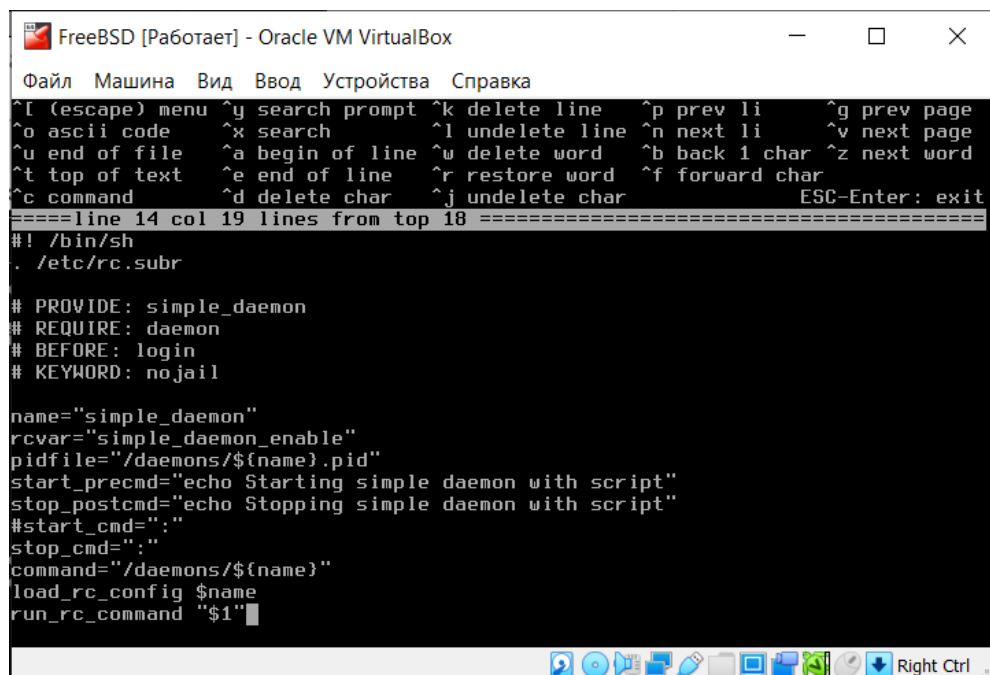 FreeBSD [Работает] - Oracle VM VirtualBox
Файл Машина Вид Ввод Устройства Справка
^[ (escape) menu ^y search prompt ^k delete line ^p prev li ^g prev page
^o ascii code ^x search ^l undelete line ^n next li ^v next page
^u end of file ^a begin of line ^w delete word ^b back 1 char ^z next word
^t top of text ^e end of line ^r restore word ^f forward char
^c command ^d delete char ^j undelete char ESC-Enter: exit
=====line 14 col 19 lines from top 18 ========================================
#! /bin/sh
. /etc/rc.subr
# PROVIDE: simple_daemon
# REQUIRE: daemon
# BEFORE: login
# KEYWORD: nojail
name="simple_daemon"
rcvar="simple_daemon_enable"
pidfile="/daemons/${name}.pid"
start_precmd="echo Starting simple daemon with script"
stop_postcmd="echo Stopping simple daemon with script"
#start_cmd=":"
stop_cmd=":"
command="/daemons/${name}"
load_rc_config $name
run_rc_command "$1"
Right Ctrl